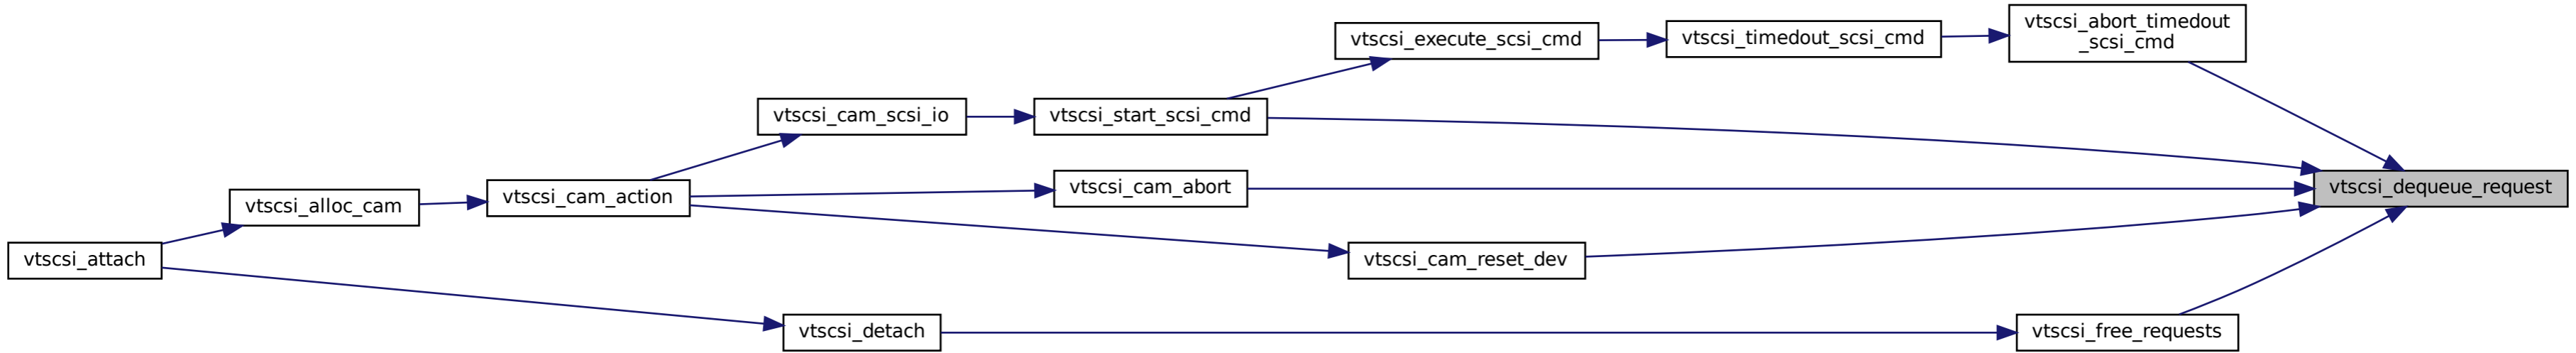 vtscsi_abort_timedout
_scsi_cmd
vtscsi_execute_scsi_cmd
vtscsi_timedout_scsi_cmd
vtscsi_cam_scsi_io
vtscsi_start_scsi_cmd
vtscsi_alloc_cam
vtscsi_cam_action
vtscsi_cam_abort
vtscsi_dequeue_request
vtscsi_attach
vtscsi_cam_reset_dev
vtscsi_detach
vtscsi_free_requests